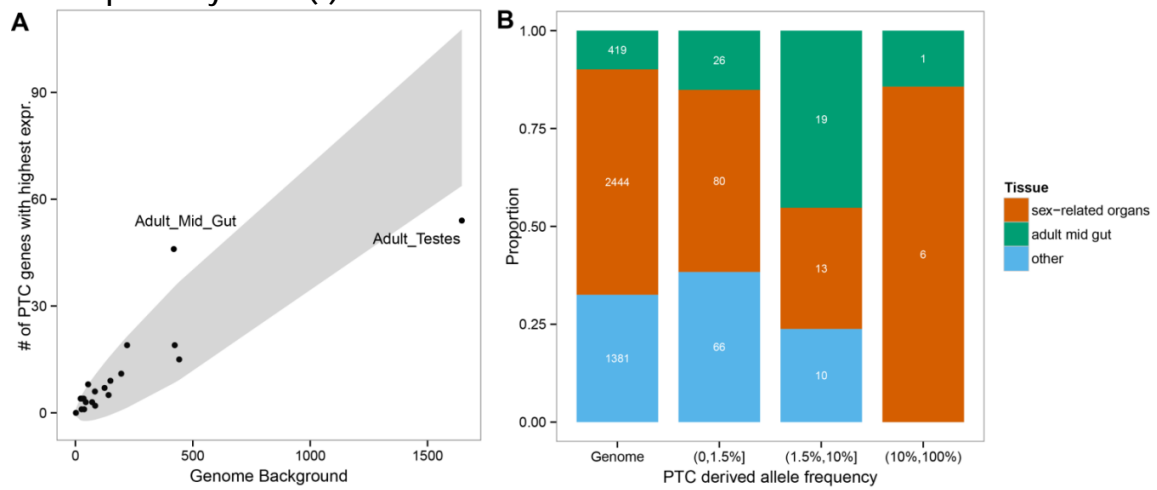 A
# of PTC genes with highest expr.
90
60
30
0
Adult_Mid_Gut
Adult_Testes
0 500 1000 1500
Genome Background
B
Proportion
1.00
0.75
0.50
0.25
0.00
419 26 19 1
2444 80 13 6
1381 66 10
Genome (0,1.5%] (1.5%,10%] (10%,100%)
PTC derived allele frequency
Tissue
sex−related organs
adult mid gut
other